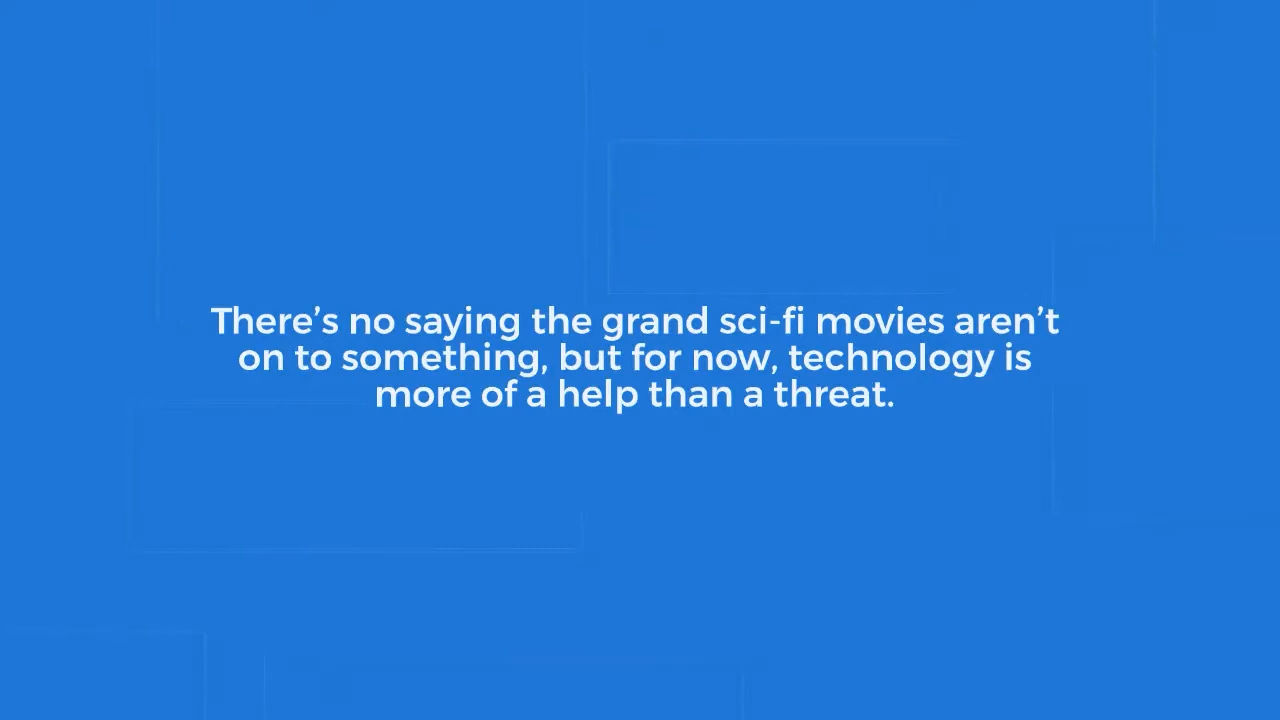 There’s no saying the grand sci-fi movies aren’t
on to something, but for now, technology is
more of a help than a threat.